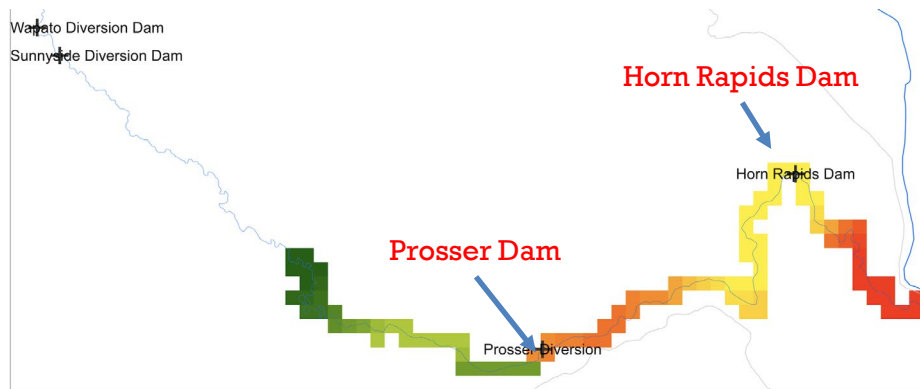 Wapato Diversion Dam
Sunnyside Diversion Dam
Horn Rapids Dam
Horn Rapids Dam
Prosser Dam
Prosser Diversion